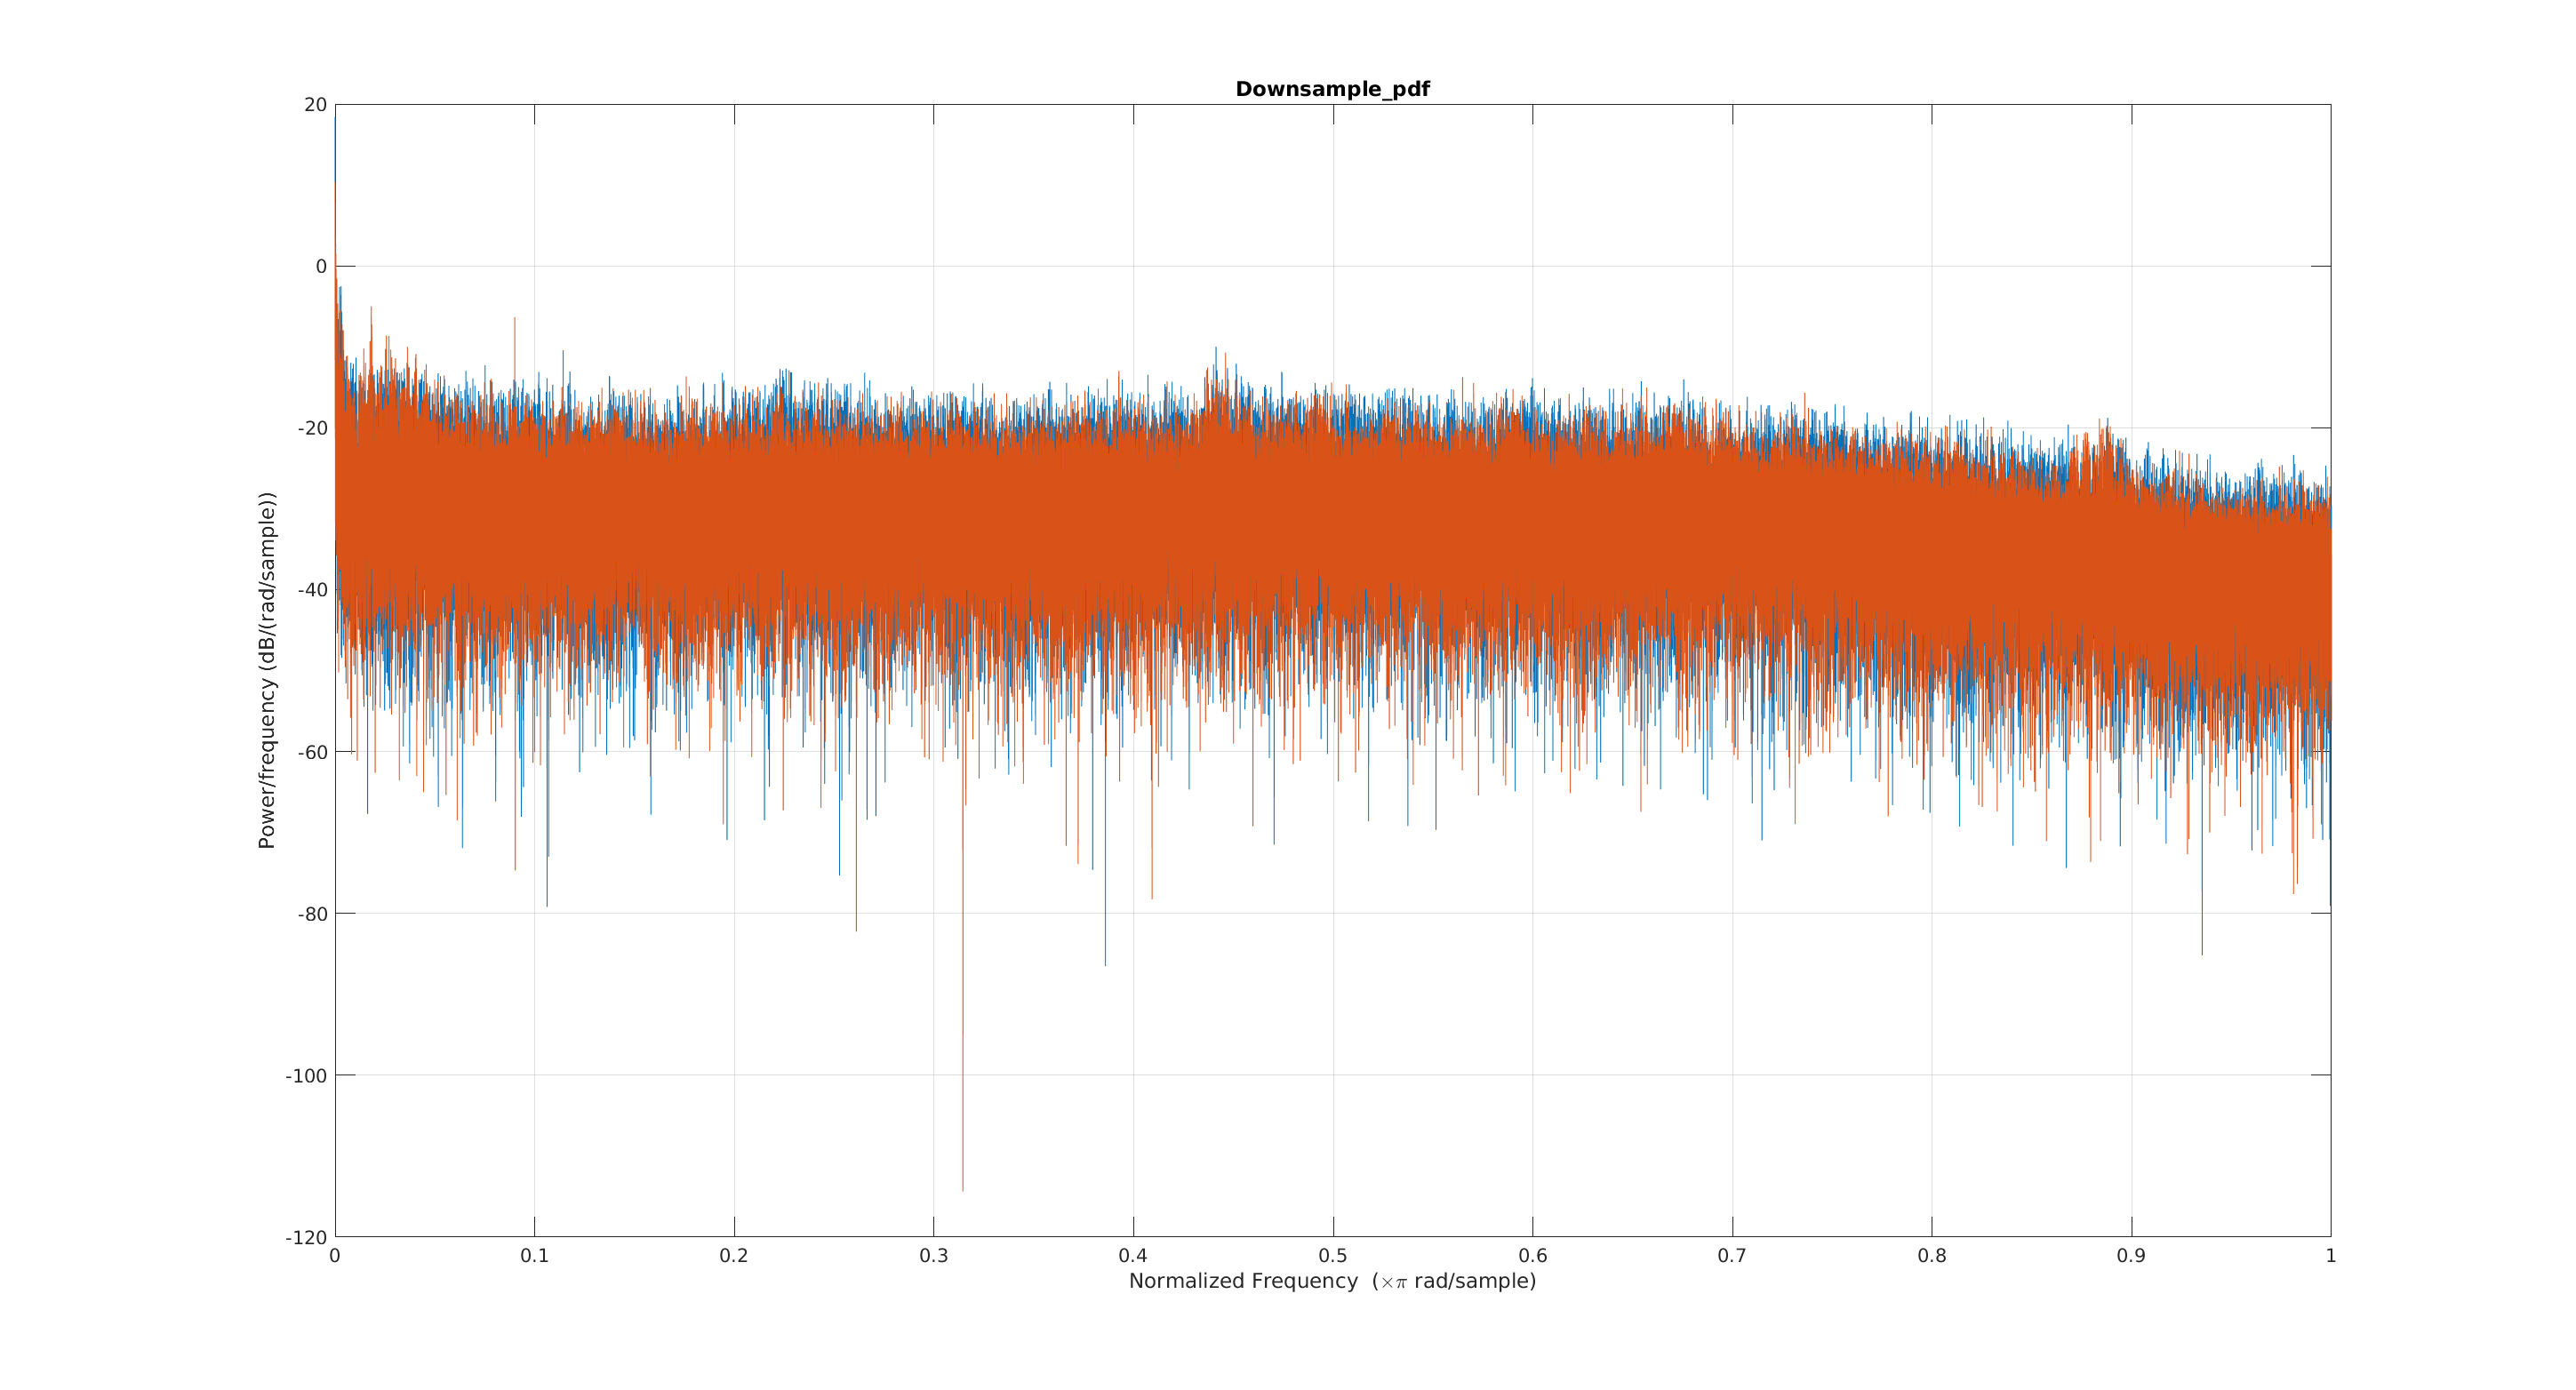 Downsample_pdf
20
0
-20
-40
-60
-80
-100
-120
Power/frequency (dB/(rad/sample))
0 0.1 0.2 0.3 0.4 0.5 0.6 0.7 0.8 0.9 1
Normalized Frequency (×π rad/sample)